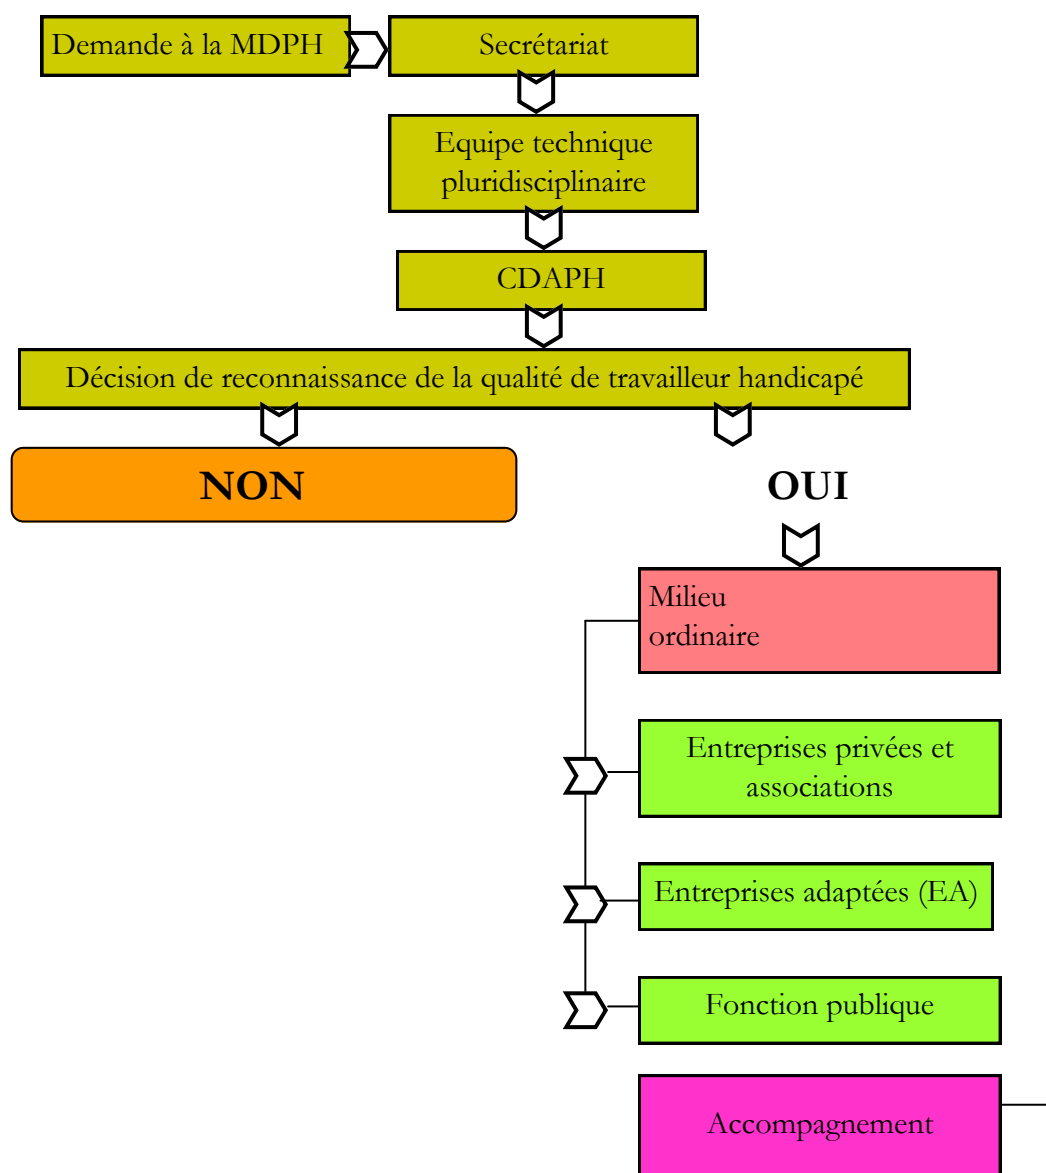 Demande à la MDPH
Secrétariat
Equipe technique
pluridisciplinaire
CDAPH
Décision de reconnaissance de la qualité de travailleur handicapé
NON
OUI
Milieu
ordinaire
Entreprises privées et
associations
Entreprises adaptées (EA)
Fonction publique
Accompagnement